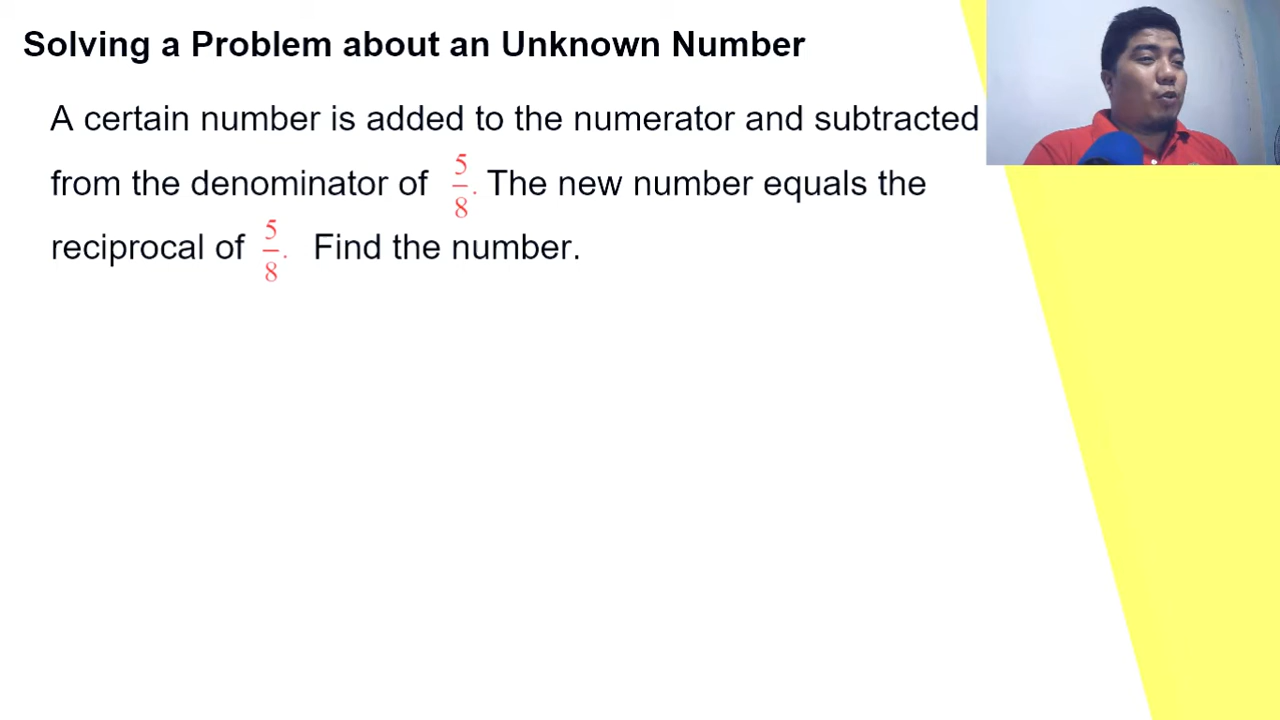 Solving a Problem about an Unknown Number
A certain number is added to the numerator and subtracted
from the denominator of 5/8. The new number equals the
reciprocal of 5/8. Find the number.